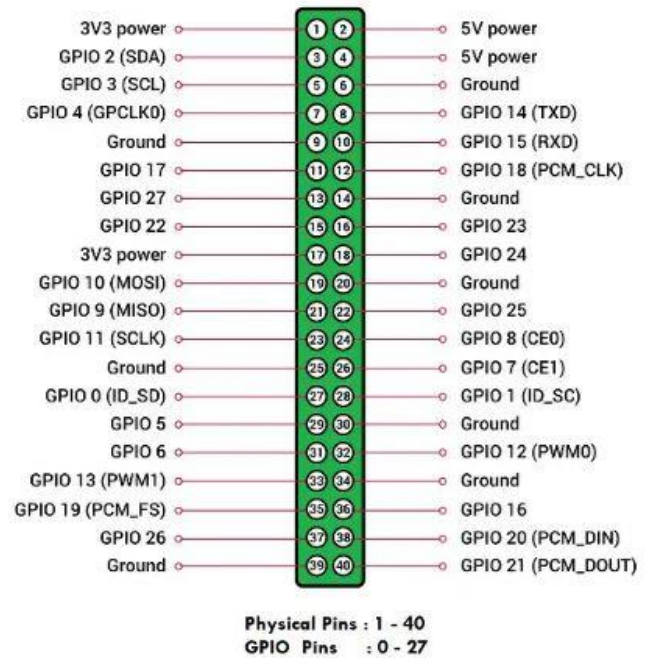 3V3 power 1 2 5V power
GPIO 2 (SDA) 3 4 5V power
GPIO 3 (SCL) 5 6 Ground
GPIO 4 (GPCLK0) 7 8 GPIO 14 (TXD)
Ground 9 10 GPIO 15 (RXD)
GPIO 17 11 12 GPIO 18 (PCM_CLK)
GPIO 27 13 14 Ground
GPIO 22 15 16 GPIO 23
3V3 power 17 18 GPIO 24
GPIO 10 (MOSI) 19 20 Ground
GPIO 9 (MISO) 21 22 GPIO 25
GPIO 11 (SCLK) 23 24 GPIO 8 (CE0)
Ground 25 26 GPIO 7 (CE1)
GPIO 0 (ID_SD) 27 28 GPIO 1 (ID_SC)
GPIO 5 29 30 Ground
GPIO 6 31 32 GPIO 12 (PWM0)
GPIO 13 (PWM1) 33 34 Ground
GPIO 19 (PCM_FS) 35 36 GPIO 16
GPIO 26 37 38 GPIO 20 (PCM_DIN)
Ground 39 40 GPIO 21 (PCM_DOUT)
Physical Pins : 1 - 40
GPIO Pins : 0 - 27